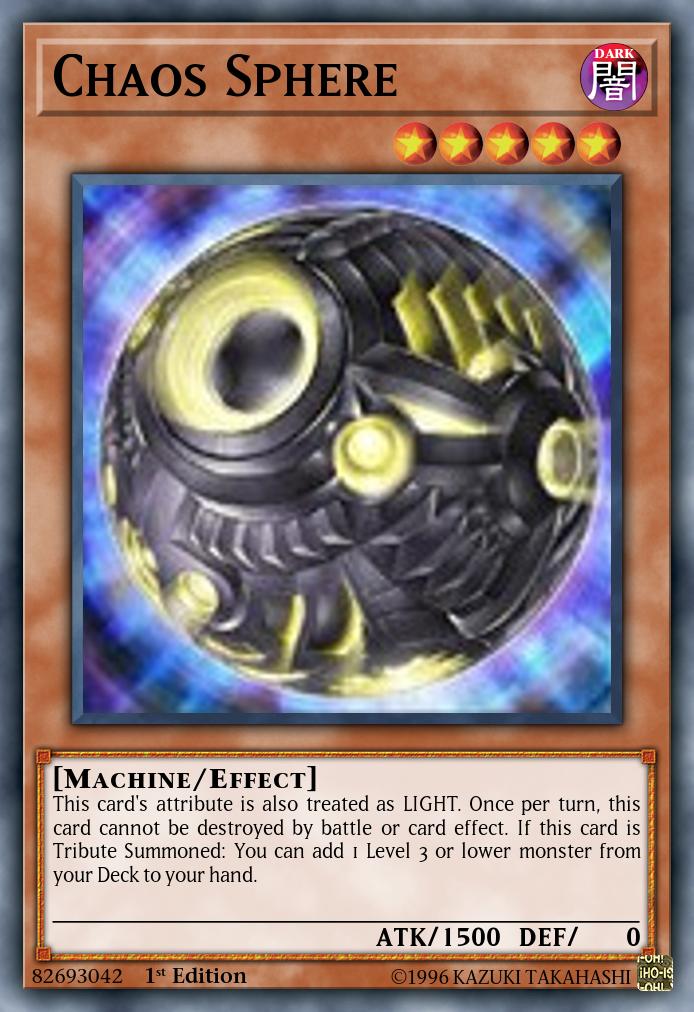 Chaos Sphere
DARK
闇
[Machine/Effect]
This card's attribute is also treated as LIGHT. Once per turn, this
card cannot be destroyed by battle or card effect. If this card is
Tribute Summoned: You can add 1 Level 3 or lower monster from
your Deck to your hand.
ATK/1500 DEF/ 0
82693042 1st Edition ©1996 KAZUKI TAKAHASHI